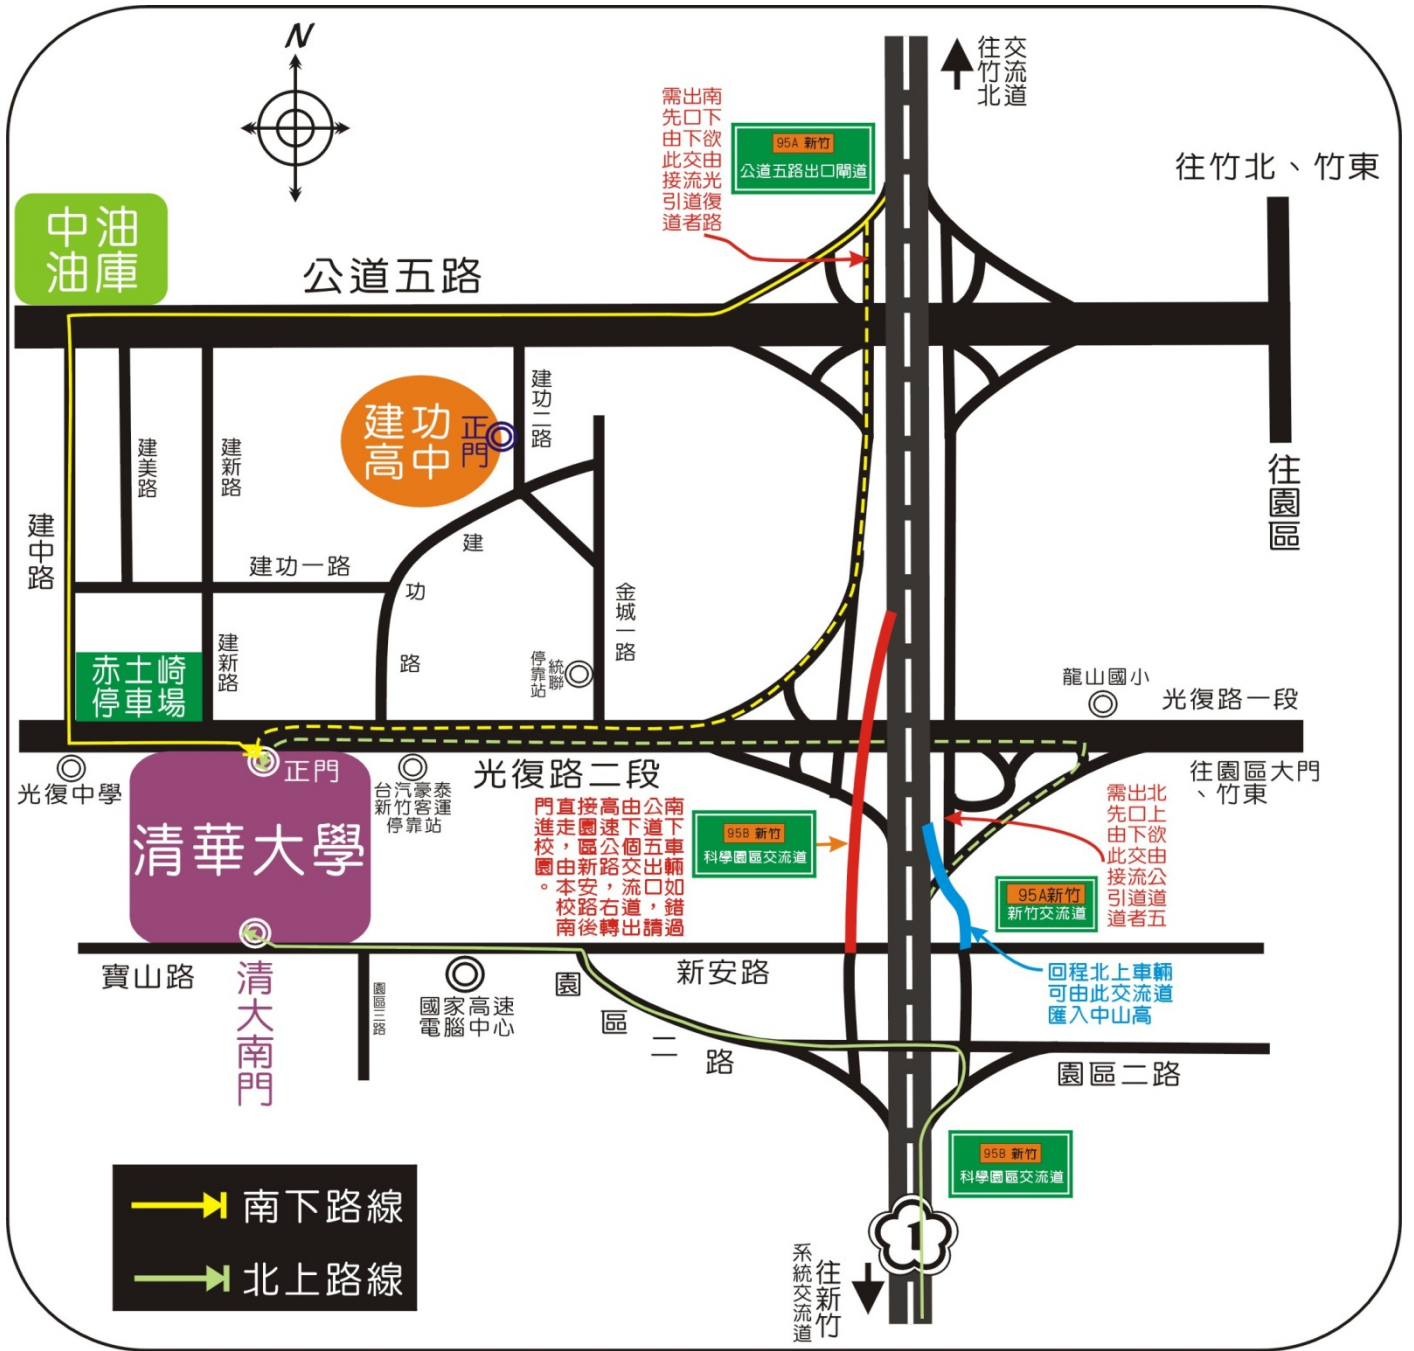 N
往竹北
交流道
南下欲由光復路
出口下交流道者
需先由此接引道
95A 新竹
公道五路出口閘道
往竹北、竹東
中油
油庫
公道五路
建功
高中
正門
建功二路
建美路
建新路
建中路
往園區
建功一路
建功路
金城一路
赤土崎
停車場
建新路
統聯
停靠站
龍山國小
光復路一段
正門
光復中學
台汽豪泰
新竹客運
停靠站
光復路二段
往園區大門
、竹東
清華大學
南下車輛如錯過
公道五出口,請
由下個交流道出
高速公路,右轉
接園區新安路後
直走,由本校南
門進校園。
95B 新竹
科學園區交流道
北上欲由公道五
出口下交流道者
需先由此接引道
95A新竹
新竹交流道
寶山路
清大南門
園區三路
國家高速
電腦中心
園區二路
新安路
回程北上車輛
可由此交流道
匯入中山高
園區二路
95B 新竹
科學園區交流道
南下路線
北上路線
1
往新竹
系統交流道